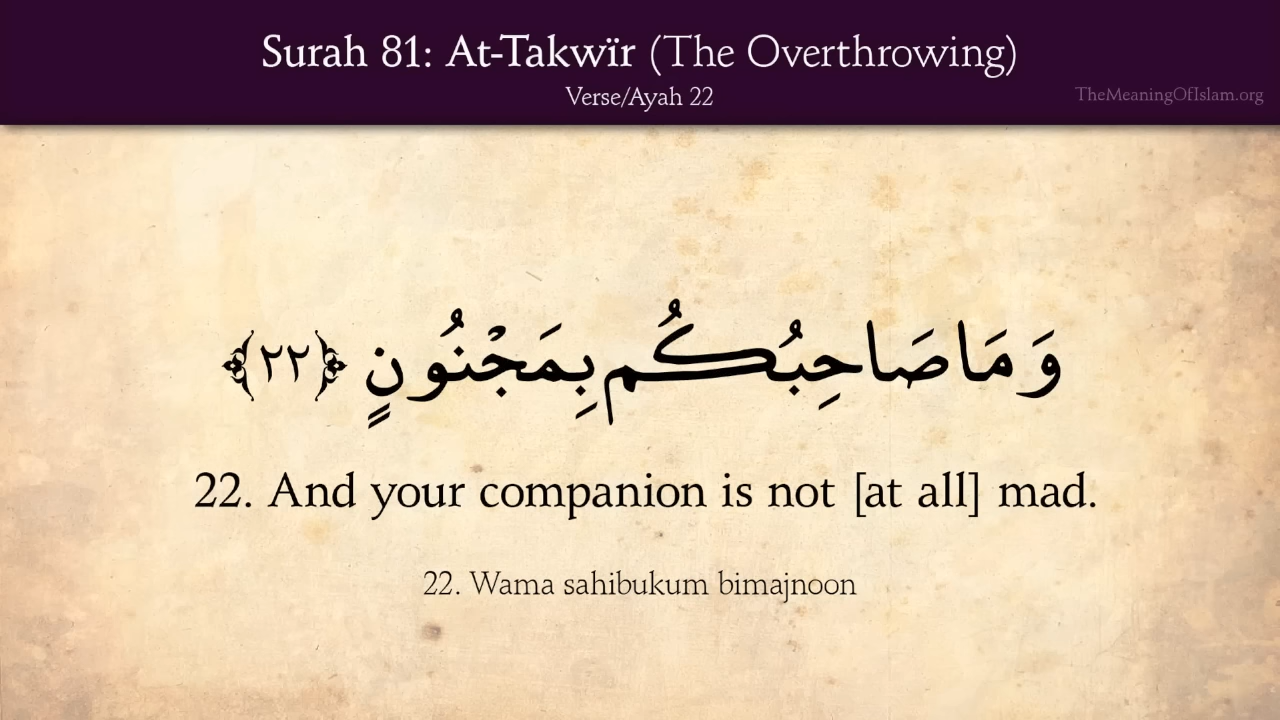 Surah 81: At-Takwïr (The Overthrowing)
Verse/Ayah 22
TheMeaningOfIslam.org
وَمَا صَاحِبُكُم بِمَجْنُونٍ ﴿٢٢﴾
22. And your companion is not [at all] mad.
22. Wama sahibukum bimajnoon